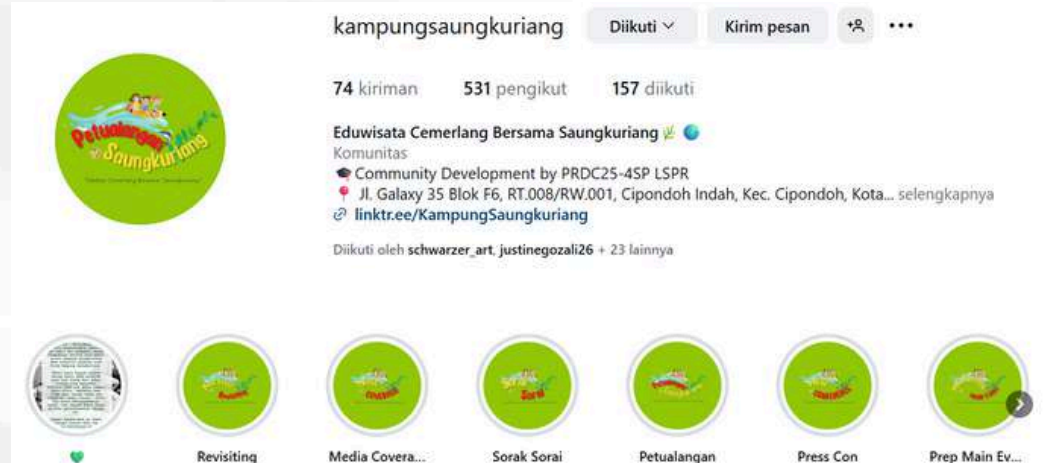 kampungsaungkuriang Diikuti Kirim pesan
74 kiriman 531 pengikut 157 diikuti
Petualangan
Saungkuriang
Eduwisata Cemerlang Bersama Saungkuriang
Komunitas
Community Development by PRDC25-4SP LSPR
Jl. Galaxy 35 Blok F6, RT.008/RW.001, Cipondoh Indah, Kec. Cipondoh, Kota... selengkapnya
linktr.ee/KampungSaungkuriang
Diikuti oleh schwarzer_art, justinegozali26 + 23 lainnya
Revisiting Media Covera... Sorak Sorai Petualangan Press Con Prep Main Ev...